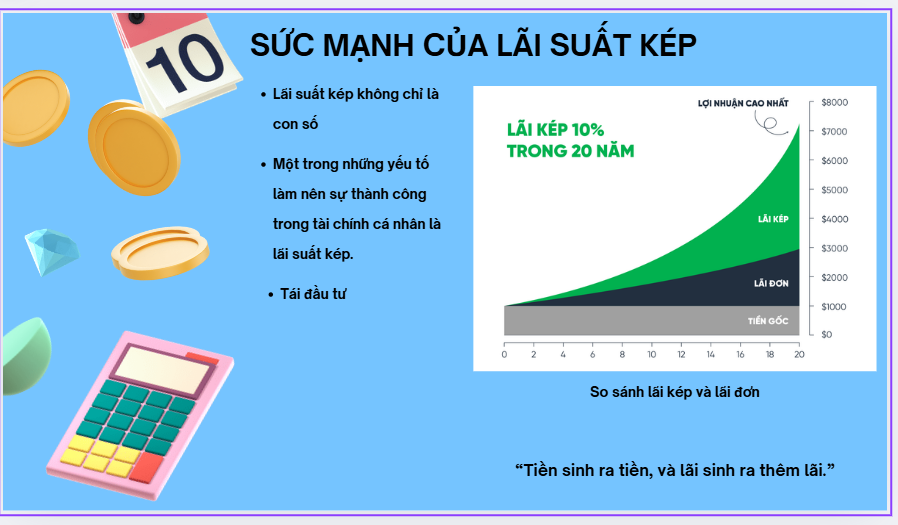 10
SỨC MẠNH CỦA LÃI SUẤT KÉP
• Lãi suất kép không chỉ là
con số
• Một trong những yếu tố
làm nên sự thành công
trong tài chính cá nhân là
lãi suất kép.
• Tái đầu tư
LÃI KÉP 10%
TRONG 20 NĂM
LỢI NHUẬN CAO NHẤT
$8000
$7000
$6000
$5000
$4000
$3000
$2000
$1000
$0
LÃI KÉP
LÃI ĐƠN
TIỀN GỐC
0 2 4 6 8 10 12 14 16 18 20
So sánh lãi kép và lãi đơn
“Tiền sinh ra tiền, và lãi sinh ra thêm lãi.”